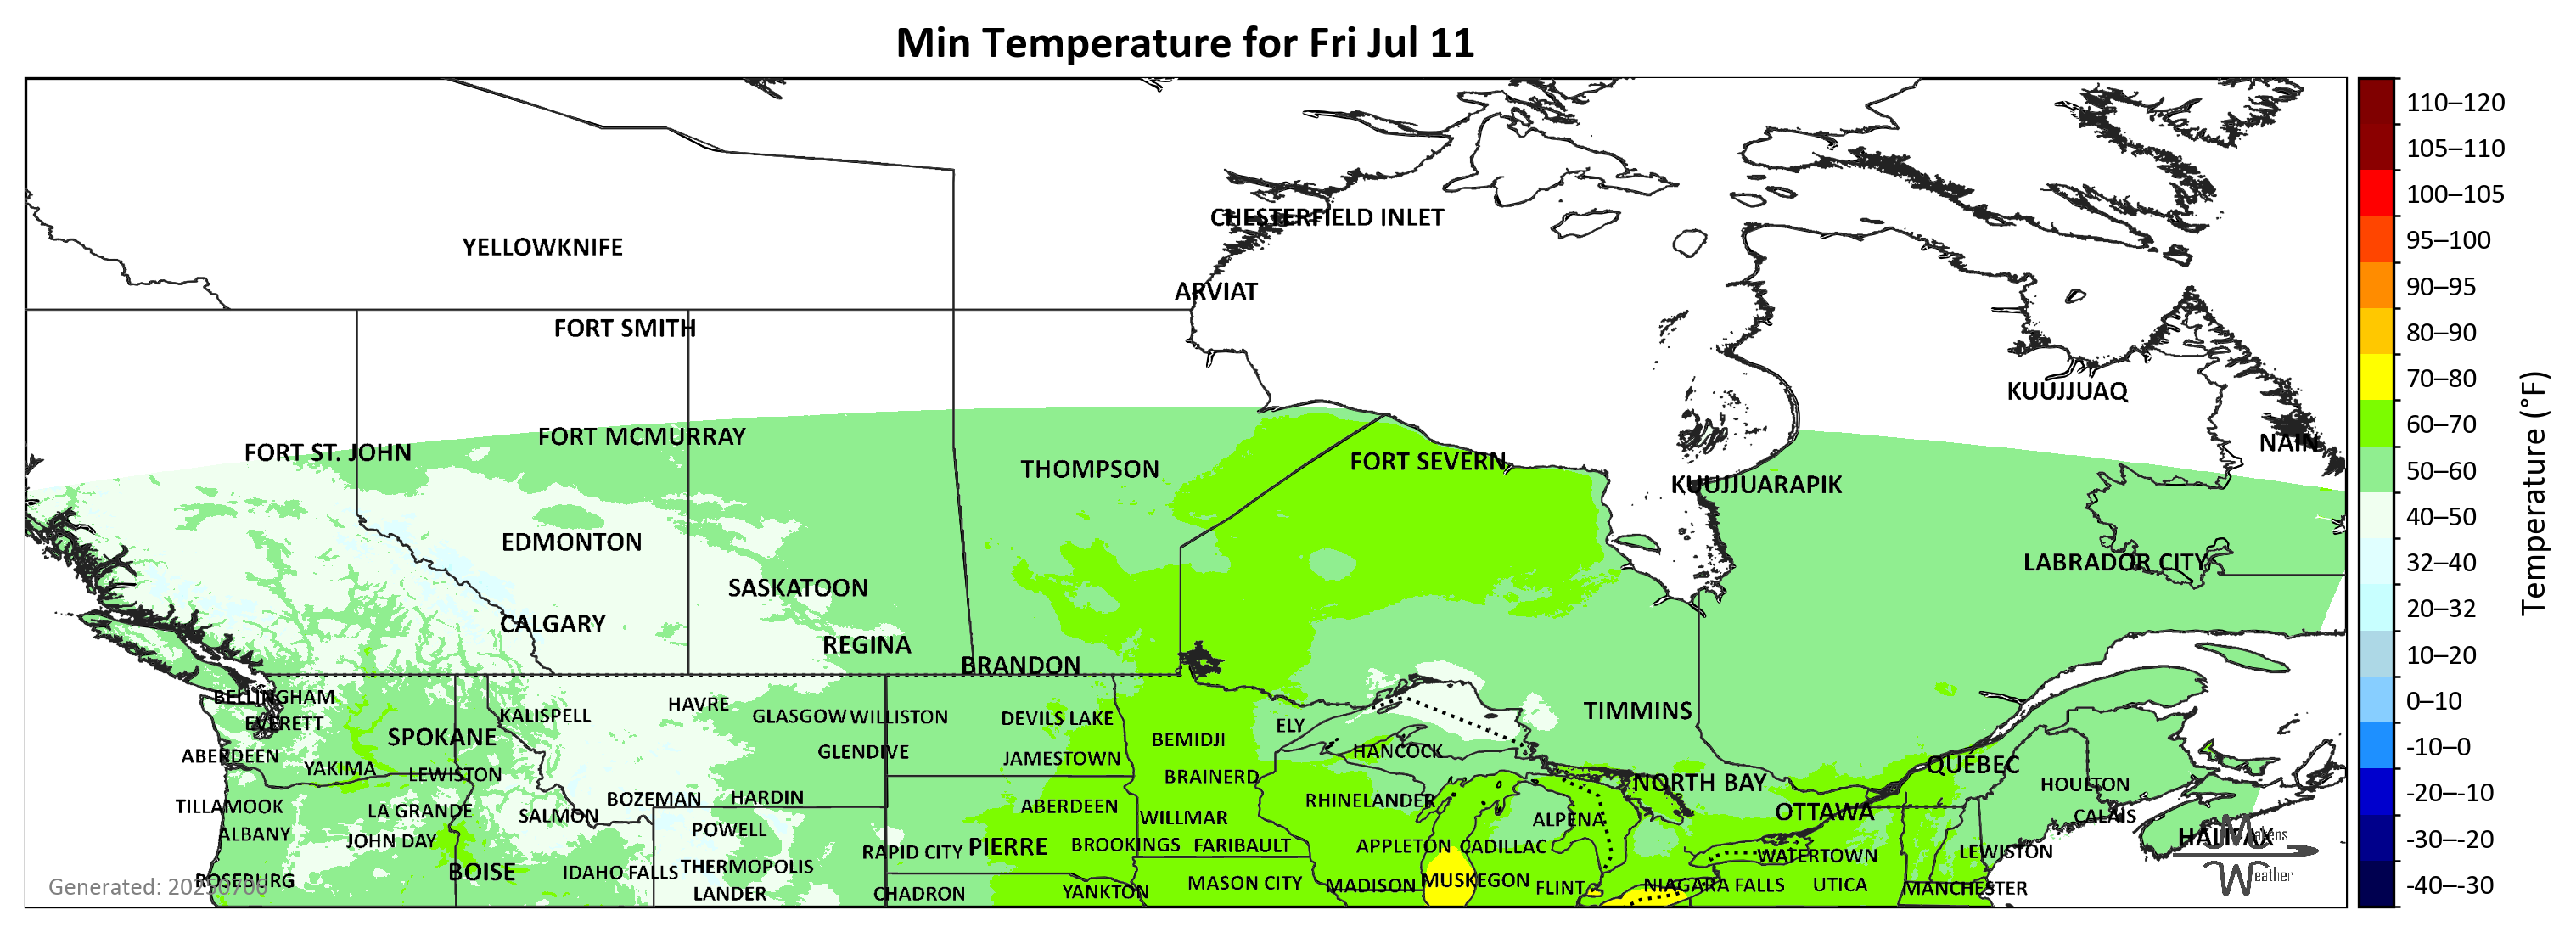 Min Temperature for Fri Jul 11
110–120
105–110
100–105
95–100
90–95
80–90
70–80
60–70
50–60
40–50
32–40
20–32
10–20
0–10
-10–0
-20–-10
-30–-20
-40–-30
Temperature (°F)
CHESTERFIELD INLET
YELLOWKNIFE
ARVIAT
FORT SMITH
KUUJJUAQ
FORT MCMURRAY
NAIN
FORT ST. JOHN
FORT SEVERN
THOMPSON
KUUJJUARAPIK
EDMONTON
LABRADOR CITY
SASKATOON
CALGARY
REGINA
BRANDON
BELLINGHAM
HAVRE
TIMMINS
KALISPELL
GLASGOW
WILLISTON
DEVILS LAKE
EVERETT
ELY
SPOKANE
BEMIDJI
GLENDIVE
HANCOCK
ABERDEEN
JAMESTOWN
QUÉBEC
YAKIMA
LEWISTON
BRAINERD
NORTH BAY
HOULTON
BOZEMAN
HARDIN
RHINELANDER
TILLAMOOK
LA GRANDE
ABERDEEN
OTTAWA
SALMON
WILLMAR
CALAIS
ALPENA
POWELL
ALBANY
HALIFAX
JOHN DAY
PIERRE
BROOKINGS
FARIBAULT
APPLETON
CADILLAC
RAPID CITY
LEWISTON
WATERTOWN
THERMOPOLIS
BOISE
IDAHO FALLS
ROSEBURG
MUSKEGON
MASON CITY
MADISON
NIAGARA FALLS
UTICA
FLINT
MANCHESTER
YANKTON
LANDER
CHADRON
Generated: 20250706
Weather